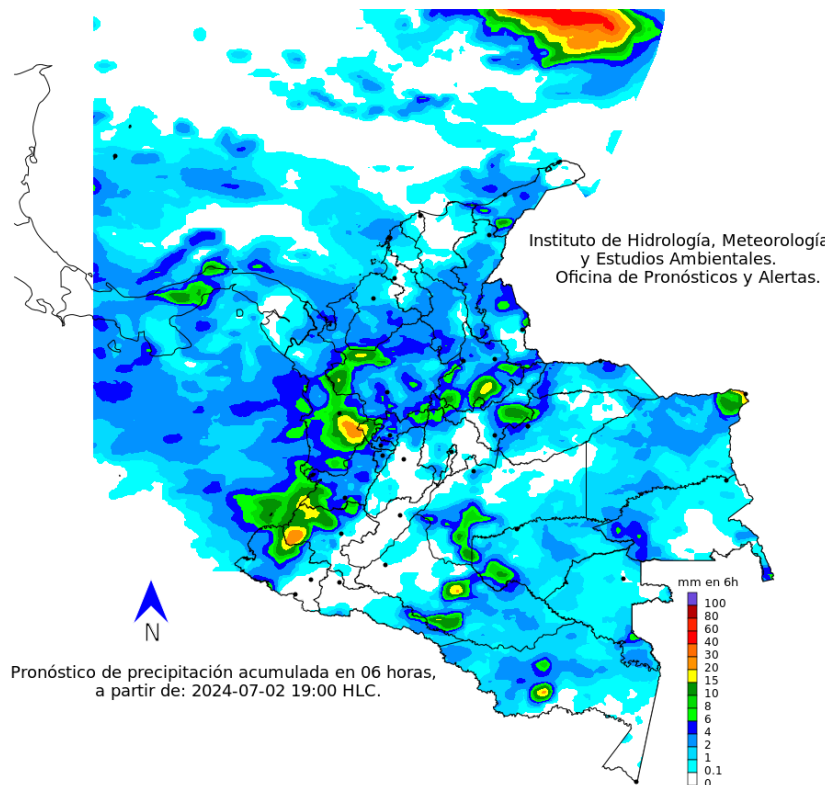 Instituto de Hidrología, Meteorología
y Estudios Ambientales.
Oficina de Pronósticos y Alertas.
N
Pronóstico de precipitación acumulada en 06 horas,
a partir de: 2024-07-02 19:00 HLC.
mm en 6h
100
80
60
40
30
20
15
10
8
6
4
2
1
0.1
0